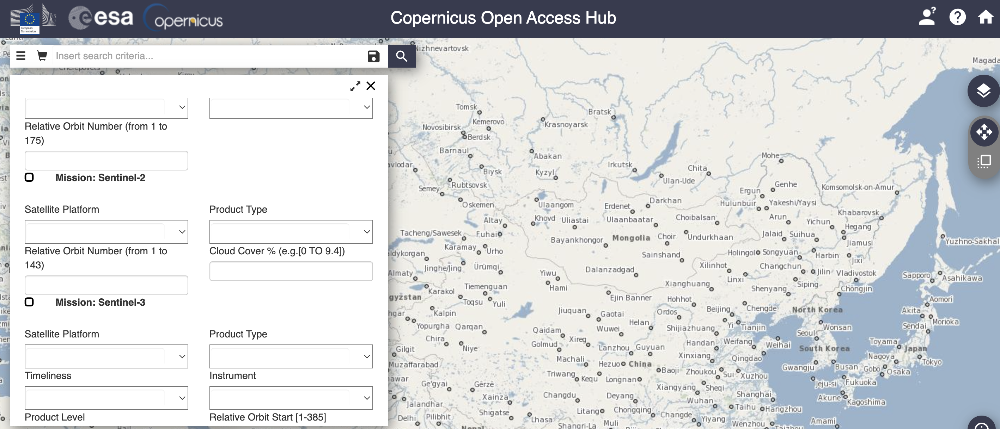 European
Commission
esa
opernicus
Copernicus Open Access Hub
Insert search criteria...
Relative Orbit Number (from 1 to
175)
Mission: Sentinel-2
Satellite Platform
Product Type
Relative Orbit Number (from 1 to
143)
Cloud Cover % (e.g.[0 TO 9.4])
Mission: Sentinel-3
Satellite Platform
Product Type
Timeliness
Instrument
Product Level
Relative Orbit Start [1-385]
Nizhnevartovsk
Magada
Tomsk
Bratsk
Kemerovo
Krasnoyarsk
Novosibirsk
Berdsk
Barnaul
Abakan
Mohe
avlodar
Biysk
Kyzyl
Irkutsk
Chita
Ulan-Ude
Rubtsovsk
Semey
Genhe
Ergun
Komsomolsk-on-Amur
Oskemen
Ulaangom
Erdenet
Darkhan
Hulunbuir
Yakeshi/Yaysi
Khabarovsk
Altay
Khovd
Uliastai
Ulaanbaatar
Choibalsan
Arun
Yichun
Hegang
Tacheng/Sawesek
Fuhai
Bayankhongor
Mongolia
Choir
Undurkhaan
Jalaid
Suihua
Jiamusi
Yuzhno-Sakhal
Karamay
Urho
ldykorgan
Sainshand
Holingol
Songyuan
Harbin
Jixi
Jinghe/Jing
Ürümqi
Almaty
Yiwu
Dalanzadgad
Xilinhot
Changchun
Jilin
Vladivostok
Linxi
Sapporo
Asahikawa
Karakol
Tiemenguan
Hami
Xianghuang
Shenyang
Siping
Chongjin
gyzstan
Toqsu
Yuli
Ejin Banner
Hohhot
Aomori
hgar
Kalpin
Jiuquan
Gaotai
Ordos
Beijing
Chengde
North Korea
Akita
Morioka
Yopurgha
Qarqan
Qaidam
Wuwei
Helan
Shijiazhuang
Yi
Tianjin
Wonsan
Seoul
Sendai
Chira
Niye
Golmud
Xireg
Lanzhou
Guyuan
Handan
Weifang
Weihai
South Korea
Toyama
Japan
Gilgit
Machali
Xinxiang
Qingdao
Nagoya
Tokyo
Muzaffarabad
Hezuo
China
Baoji
Zhoukou
Sui
Xuzhou
Gwangju
Busan
Gobo
Osaka
Triwang
Kequ
Longnan
Ge'gyai
Gêrzê
Xiangyang
Sheqi
Jeju-si
Fukuoka
Xainza
Changdu
Deyang
Wuhan
Shanghai
Akune
Kagoshima
Jalandhar
Shigatse
Litang
Chongqing
Taihu
Hangzhou
Delhi
Pilibhit
Lhasa
Changde
Yiyang
Wenzhou
Amami
Shangri-La
Muli
Nepal